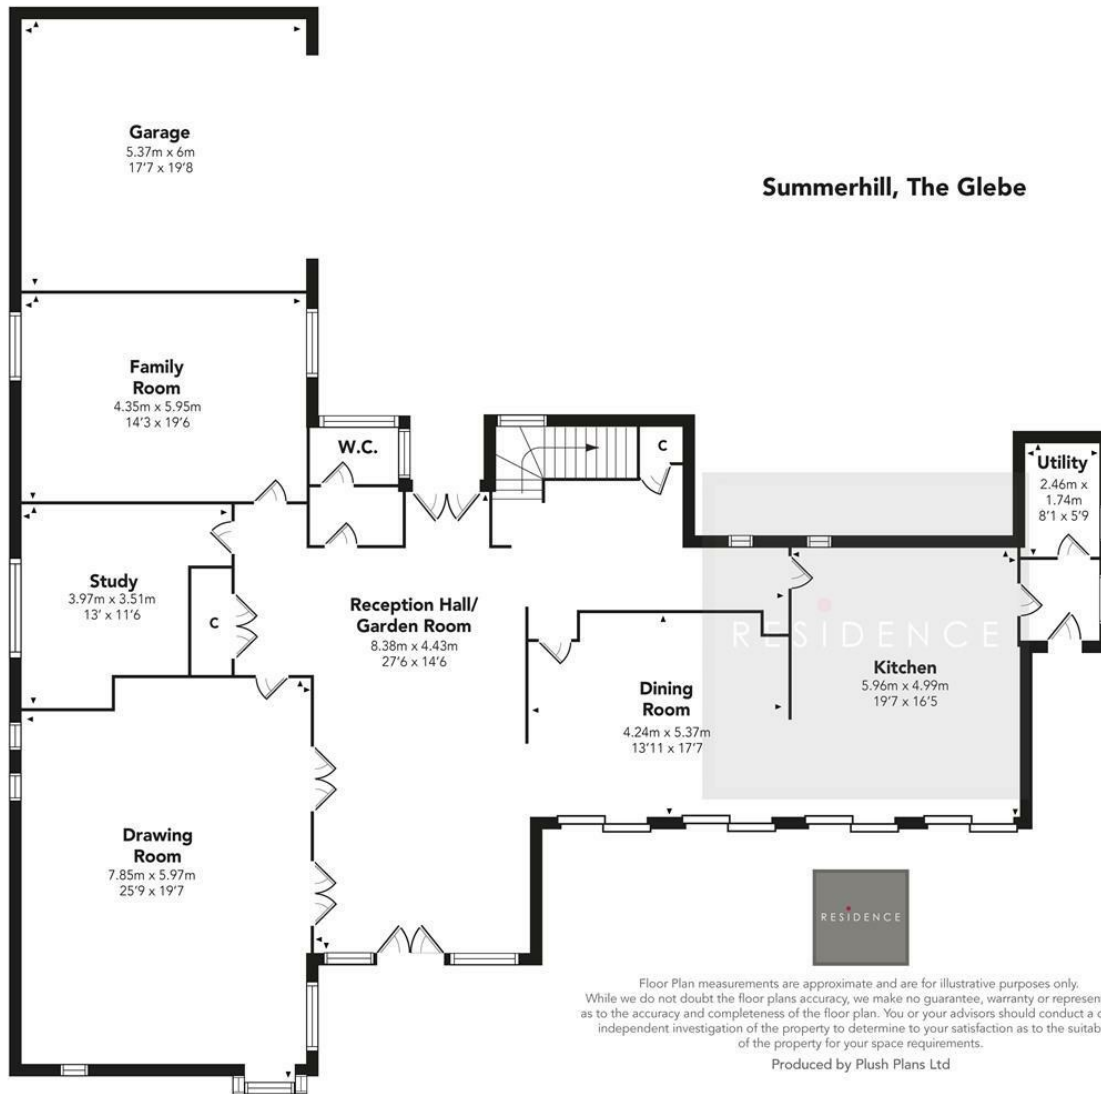 Garage
5.37m x 6m
17'7 x 19'8
Summerhill, The Glebe
Family
Room
4.35m x 5.95m
14'3 x 19'6
W.C.
C
Utility
2.46m x
1.74m
8'1 x 5'9
Study
3.97m x 3.51m
13' x 11'6
C
Reception Hall/
Garden Room
8.38m x 4.43m
27'6 x 14'6
RESIDENCE
Kitchen
5.96m x 4.99m
19'7 x 16'5
Dining
Room
4.24m x 5.37m
13'11 x 17'7
Drawing
Room
7.85m x 5.97m
25'9 x 19'7
RESIDENCE
Floor Plan measurements are approximate and are for illustrative purposes only.
While we do not doubt the floor plans accuracy, we make no guarantee, warranty or represen
as to the accuracy and completeness of the floor plan. You or your advisors should conduct a c
independent investigation of the property to determine to your satisfaction as to the suitab
of the property for your space requirements.
Produced by Plush Plans Ltd